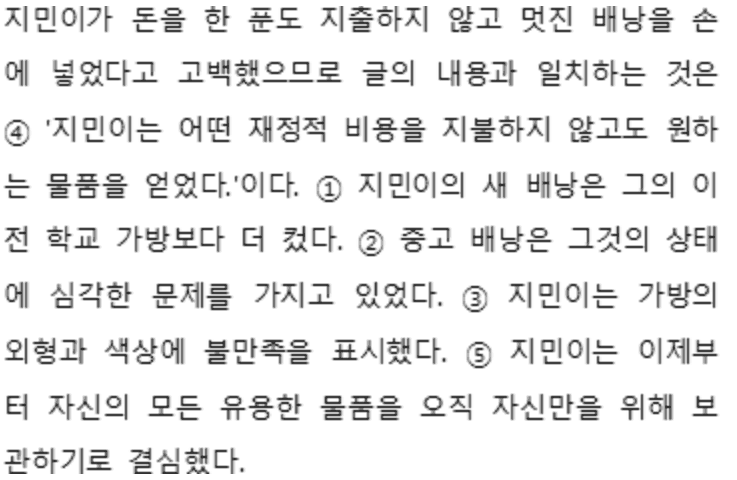 지민이가 돈을 한 푼도 지출하지 않고 멋진 배낭을 손
에 넣었다고 고백했으므로 글의 내용과 일치하는 것은
④ '지민이는 어떤 재정적 비용을 지불하지 않고도 원하
는 물품을 얻었다.'이다. ① 지민이의 새 배낭은 그의 이
전 학교 가방보다 더 컸다. ② 중고 배낭은 그것의 상태
에 심각한 문제를 가지고 있었다. ③ 지민이는 가방의
외형과 색상에 불만족을 표시했다. ⑤ 지민이는 이제부
터 자신의 모든 유용한 물품을 오직 자신만을 위해 보
관하기로 결심했다.